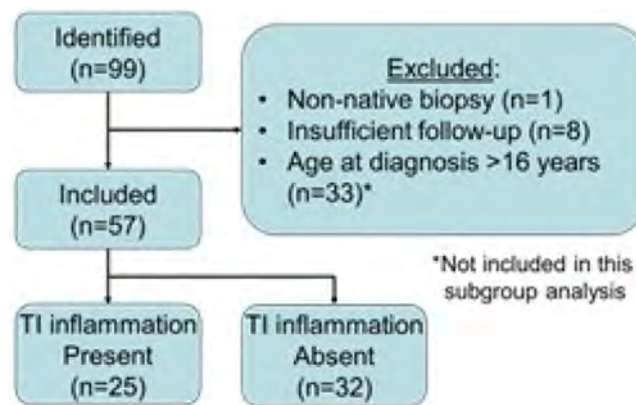 Identified
(n=99)
Excluded:
• Non-native biopsy (n=1)
• Insufficient follow-up (n=8)
• Age at diagnosis >16 years
(n=33)*
Included
(n=57)
*Not included in this
subgroup analysis
TI inflammation
Present
(n=25)
TI inflammation
Absent
(n=32)